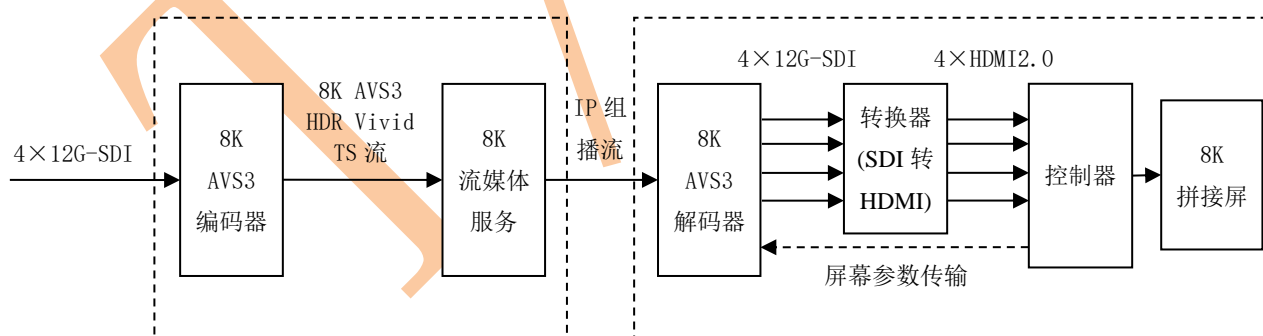 4×12G-SDI
8K
AVS3
编码器
8K AVS3
HDR Vivid
TS 流
8K
流媒体
服务
IP 组
播流
8K
AVS3
解码器
4×12G-SDI
转换器
(SDI 转
HDMI)
4×HDMI2.0
控制器
8K
拼接屏
屏幕参数传输